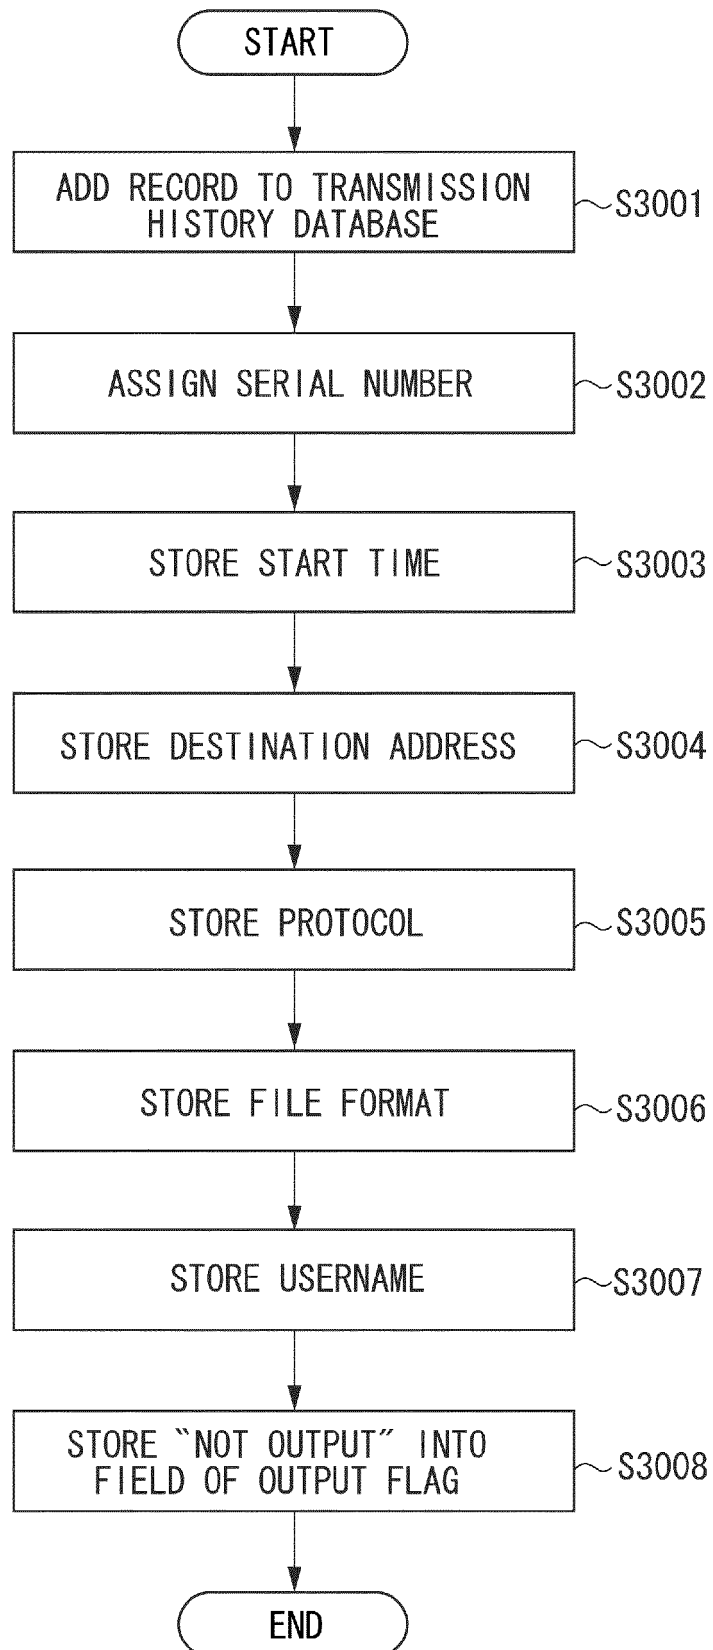 START
ADD RECORD TO TRANSMISSION
HISTORY DATABASE
S3001
ASSIGN SERIAL NUMBER
S3002
STORE START TIME
S3003
STORE DESTINATION ADDRESS
S3004
STORE PROTOCOL
S3005
STORE FILE FORMAT
S3006
STORE USERNAME
S3007
STORE “NOT OUTPUT” INTO
FIELD OF OUTPUT FLAG
S3008
END